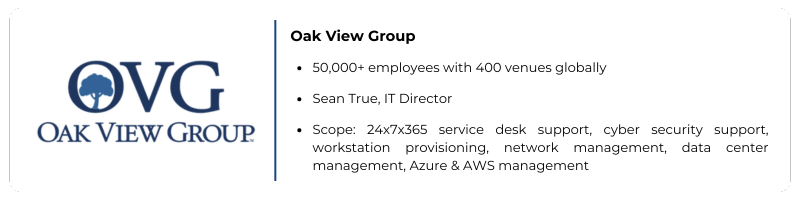 OVG
OAK VIEW GROUP
Oak View Group
• 50,000+ employees with 400 venues globally
• Sean True, IT Director
• Scope: 24x7x365 service desk support, cyber security support,
workstation provisioning, network management, data center
management, Azure & AWS management